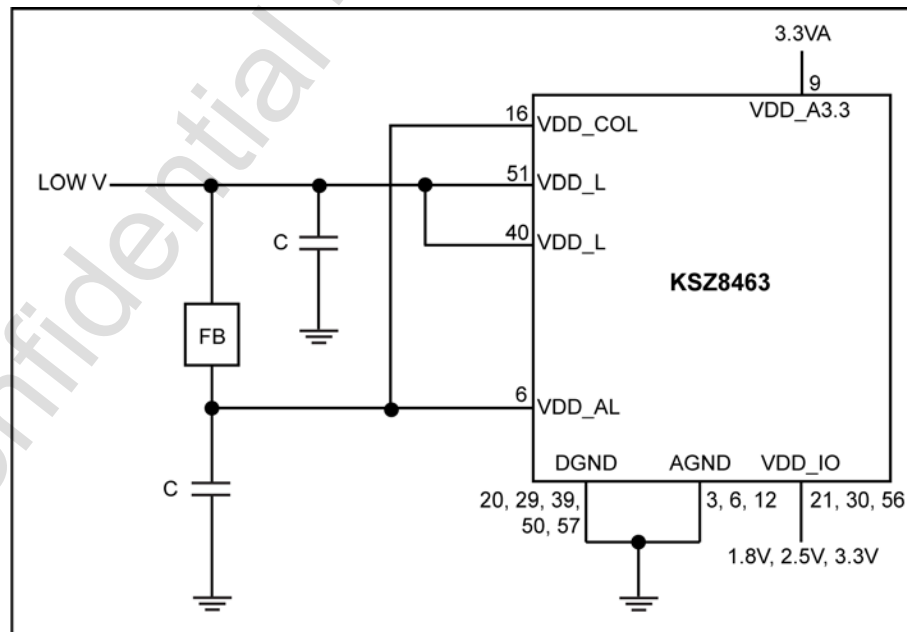 3.3VA
9
VDD_A3.3
16 VDD_COL
LOW V
51 VDD_L
C
40 VDD_L
KSZ8463
FB
6 VDD_AL
DGND AGND VDD_IO
C
20, 29, 39, 3, 6, 12 21, 30, 56
50, 57
1.8V, 2.5V, 3.3V
onfidential